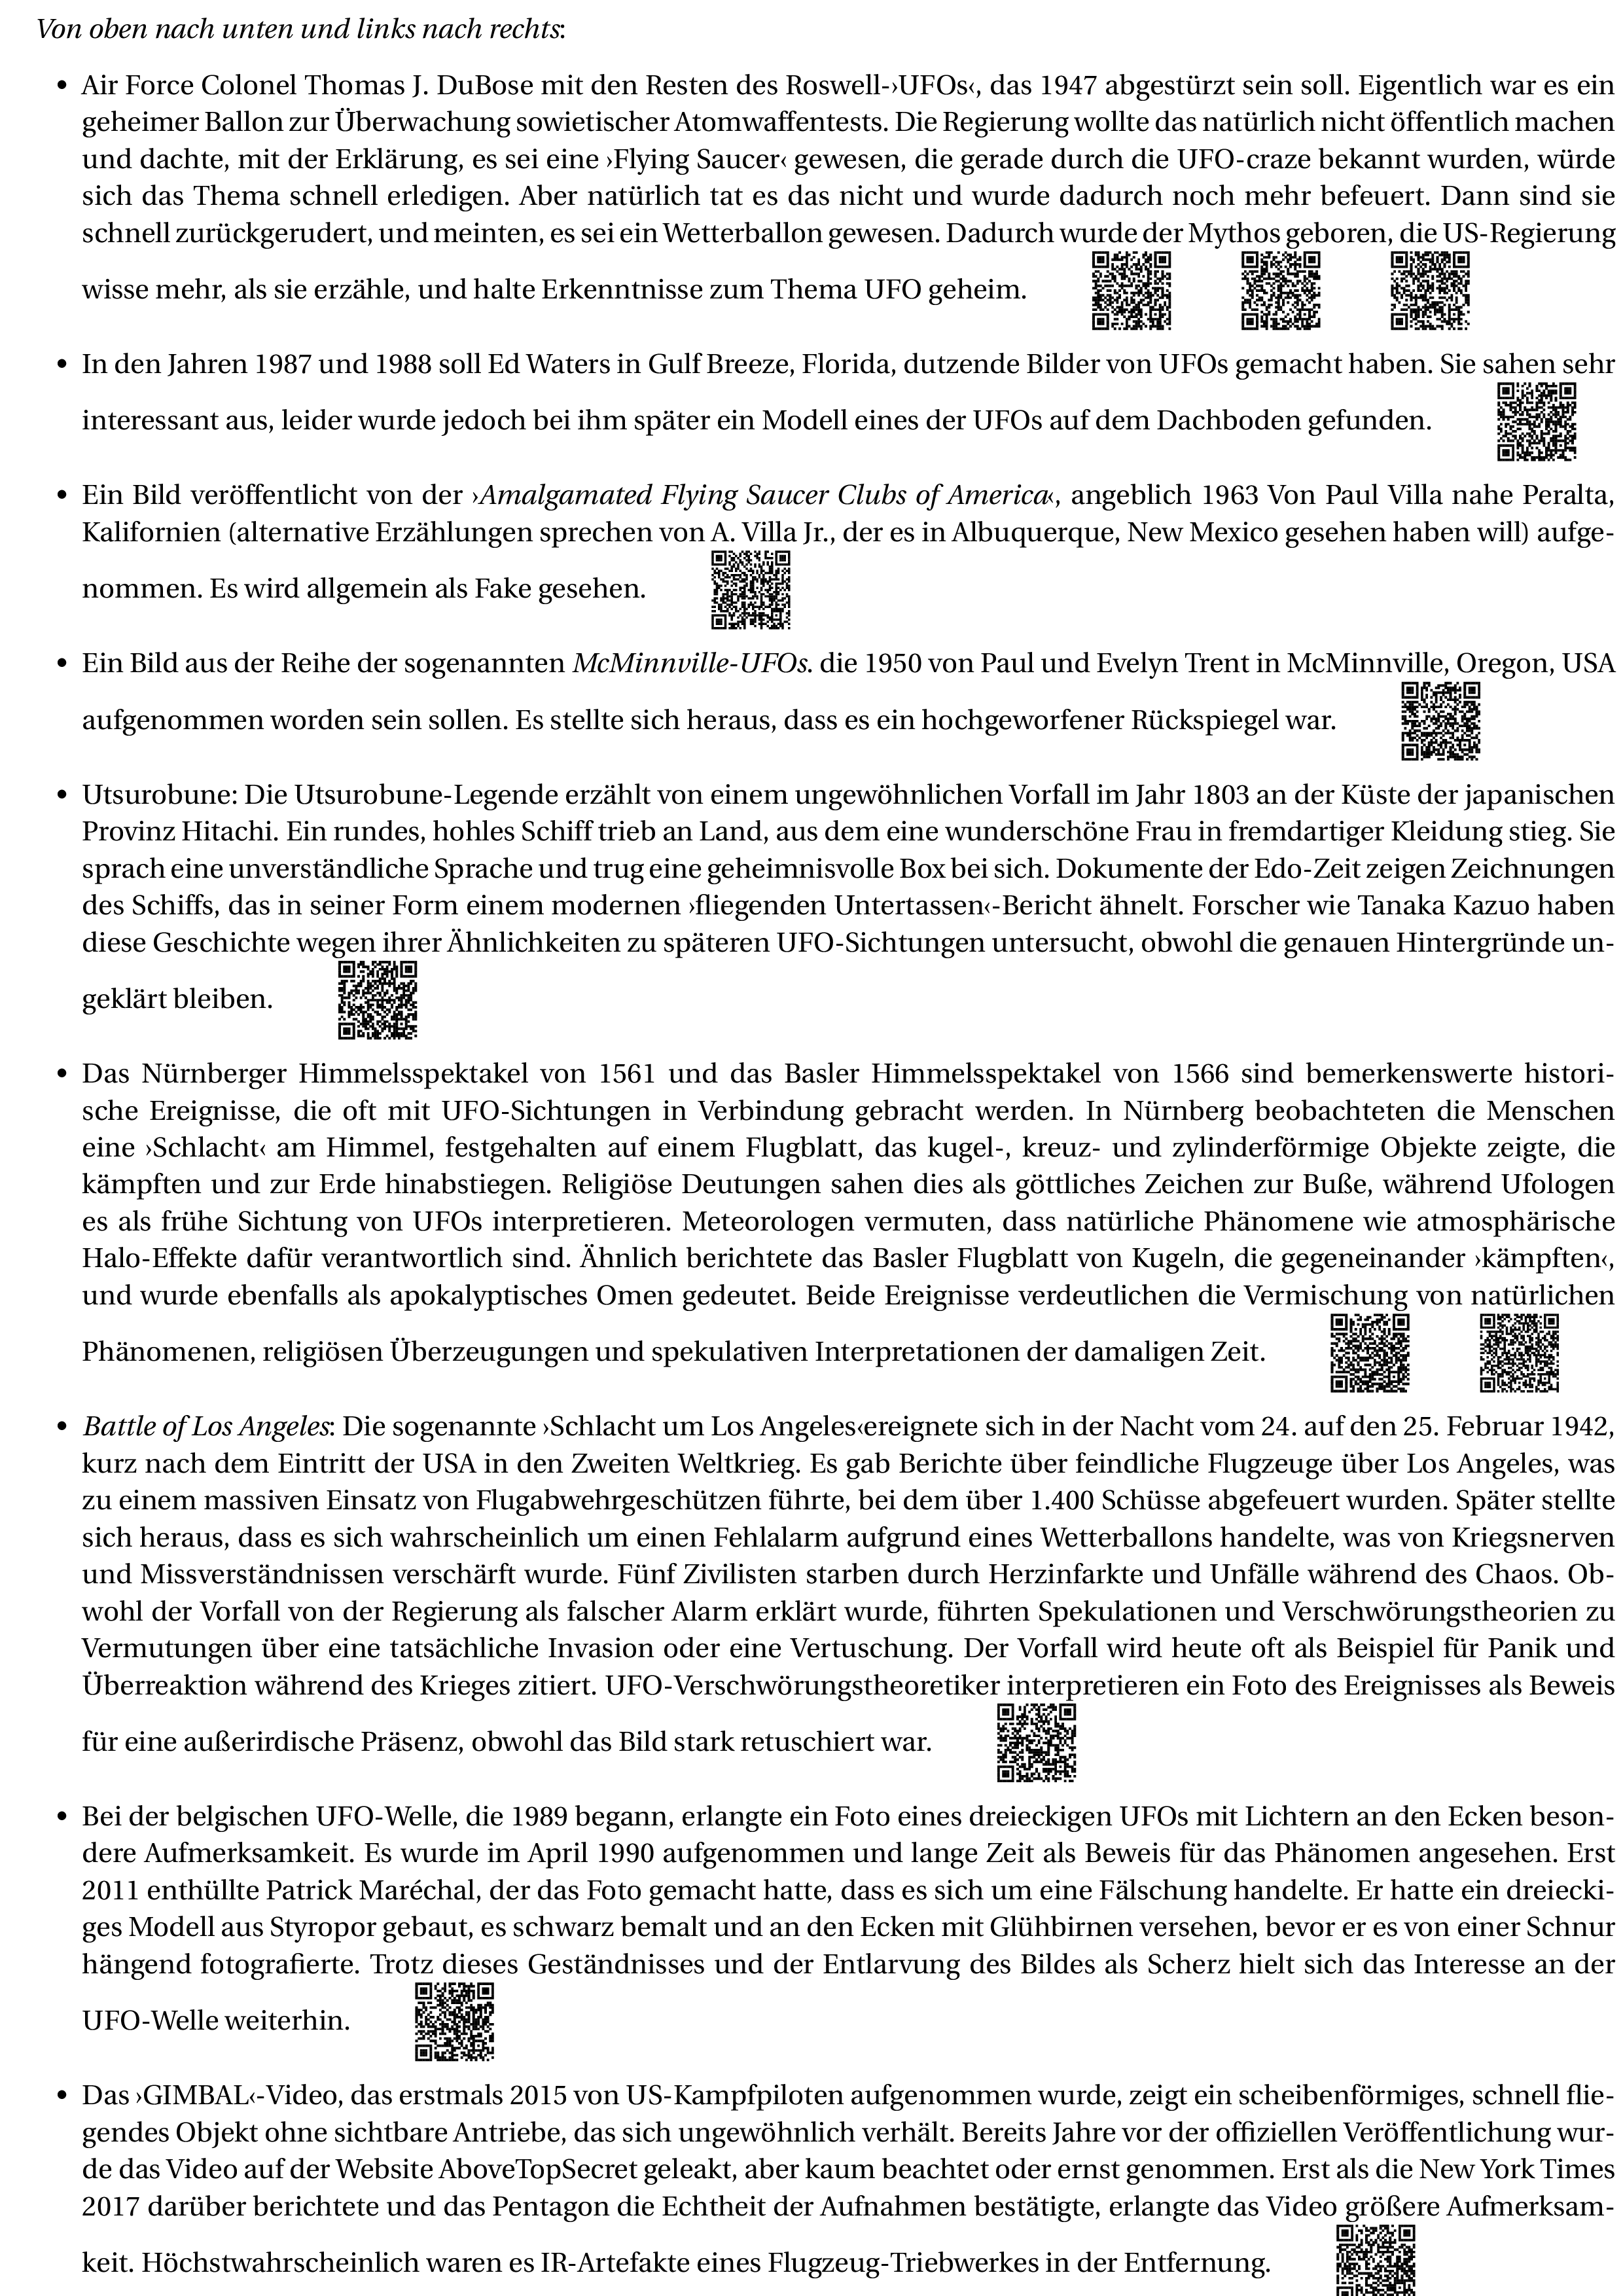 Von oben nach unten und links nach rechts:
• Air Force Colonel Thomas J. DuBose mit den Resten des Roswell-›UFOs‹, das 1947 abgestürzt sein soll. Eigentlich war es ein
geheimer Ballon zur Überwachung sowietischer Atomwaffentests. Die Regierung wollte das natürlich nicht öffentlich machen
und dachte, mit der Erklärung, es sei eine ›Flying Saucer‹ gewesen, die gerade durch die UFO-craze bekannt wurden, würde
sich das Thema schnell erledigen. Aber natürlich tat es das nicht und wurde dadurch noch mehr befeuert. Dann sind sie
schnell zurückgerudert, und meinten, es sei ein Wetterballon gewesen. Dadurch wurde der Mythos geboren, die US-Regierung
wisse mehr, als sie erzähle, und halte Erkenntnisse zum Thema UFO geheim.
• In den Jahren 1987 und 1988 soll Ed Waters in Gulf Breeze, Florida, dutzende Bilder von UFOs gemacht haben. Sie sahen sehr
interessant aus, leider wurde jedoch bei ihm später ein Modell eines der UFOs auf dem Dachboden gefunden.
• Ein Bild veröffentlicht von der ›Amalgamated Flying Saucer Clubs of America‹, angeblich 1963 Von Paul Villa nahe Peralta,
Kalifornien (alternative Erzählungen sprechen von A. Villa Jr., der es in Albuquerque, New Mexico gesehen haben will) aufge-
nommen. Es wird allgemein als Fake gesehen.
• Ein Bild aus der Reihe der sogenannten McMinnville-UFOs. die 1950 von Paul und Evelyn Trent in McMinnville, Oregon, USA
aufgenommen worden sein sollen. Es stellte sich heraus, dass es ein hochgeworfener Rückspiegel war.
• Utsurobune: Die Utsurobune-Legende erzählt von einem ungewöhnlichen Vorfall im Jahr 1803 an der Küste der japanischen
Provinz Hitachi. Ein rundes, hohles Schiff trieb an Land, aus dem eine wunderschöne Frau in fremdartiger Kleidung stieg. Sie
sprach eine unverständliche Sprache und trug eine geheimnisvolle Box bei sich. Dokumente der Edo-Zeit zeigen Zeichnungen
des Schiffs, das in seiner Form einem modernen ›fliegenden Untertassen‹-Bericht ähnelt. Forscher wie Tanaka Kazuo haben
diese Geschichte wegen ihrer Ähnlichkeiten zu späteren UFO-Sichtungen untersucht, obwohl die genauen Hintergründe un-
geklärt bleiben.
• Das Nürnberger Himmelsspektakel von 1561 und das Basler Himmelsspektakel von 1566 sind bemerkenswerte histori-
sche Ereignisse, die oft mit UFO-Sichtungen in Verbindung gebracht werden. In Nürnberg beobachteten die Menschen
eine ›Schlacht‹ am Himmel, festgehalten auf einem Flugblatt, das kugel-, kreuz- und zylinderförmige Objekte zeigte, die
kämpften und zur Erde hinabstiegen. Religiöse Deutungen sahen dies als göttliches Zeichen zur Buße, während Ufologen
es als frühe Sichtung von UFOs interpretieren. Meteorologen vermuten, dass natürliche Phänomene wie atmosphärische
Halo-Effekte dafür verantwortlich sind. Ähnlich berichtete das Basler Flugblatt von Kugeln, die gegeneinander ›kämpften‹,
und wurde ebenfalls als apokalyptisches Omen gedeutet. Beide Ereignisse verdeutlichen die Vermischung von natürlichen
Phänomenen, religiösen Überzeugungen und spekulativen Interpretationen der damaligen Zeit.
• Battle of Los Angeles: Die sogenannte ›Schlacht um Los Angeles‹ereignete sich in der Nacht vom 24. auf den 25. Februar 1942,
kurz nach dem Eintritt der USA in den Zweiten Weltkrieg. Es gab Berichte über feindliche Flugzeuge über Los Angeles, was
zu einem massiven Einsatz von Flugabwehrgeschützen führte, bei dem über 1.400 Schüsse abgefeuert wurden. Später stellte
sich heraus, dass es sich wahrscheinlich um einen Fehlalarm aufgrund eines Wetterballons handelte, was von Kriegsnerven
und Missverständnissen verschärft wurde. Fünf Zivilisten starben durch Herzinfarkte und Unfälle während des Chaos. Ob-
wohl der Vorfall von der Regierung als falscher Alarm erklärt wurde, führten Spekulationen und Verschwörungstheorien zu
Vermutungen über eine tatsächliche Invasion oder eine Vertuschung. Der Vorfall wird heute oft als Beispiel für Panik und
Überreaktion während des Krieges zitiert. UFO-Verschwörungstheoretiker interpretieren ein Foto des Ereignisses als Beweis
für eine außerirdische Präsenz, obwohl das Bild stark retuschiert war.
• Bei der belgischen UFO-Welle, die 1989 begann, erlangte ein Foto eines dreieckigen UFOs mit Lichtern an den Ecken beson-
dere Aufmerksamkeit. Es wurde im April 1990 aufgenommen und lange Zeit als Beweis für das Phänomen angesehen. Erst
2011 enthüllte Patrick Maréchal, der das Foto gemacht hatte, dass es sich um eine Fälschung handelte. Er hatte ein dreiecki-
ges Modell aus Styropor gebaut, es schwarz bemalt und an den Ecken mit Glühbirnen versehen, bevor er es von einer Schnur
hängend fotografierte. Trotz dieses Geständnisses und der Entlarvung des Bildes als Scherz hielt sich das Interesse an der
UFO-Welle weiterhin.
• Das ›GIMBAL‹-Video, das erstmals 2015 von US-Kampfpiloten aufgenommen wurde, zeigt ein scheibenförmiges, schnell flie-
gendes Objekt ohne sichtbare Antriebe, das sich ungewöhnlich verhält. Bereits Jahre vor der offiziellen Veröffentlichung wur-
de das Video auf der Website AboveTopSecret geleakt, aber kaum beachtet oder ernst genommen. Erst als die New York Times
2017 darüber berichtete und das Pentagon die Echtheit der Aufnahmen bestätigte, erlangte das Video größere Aufmerksam-
keit. Höchstwahrscheinlich waren es IR-Artefakte eines Flugzeug-Triebwerkes in der Entfernung.